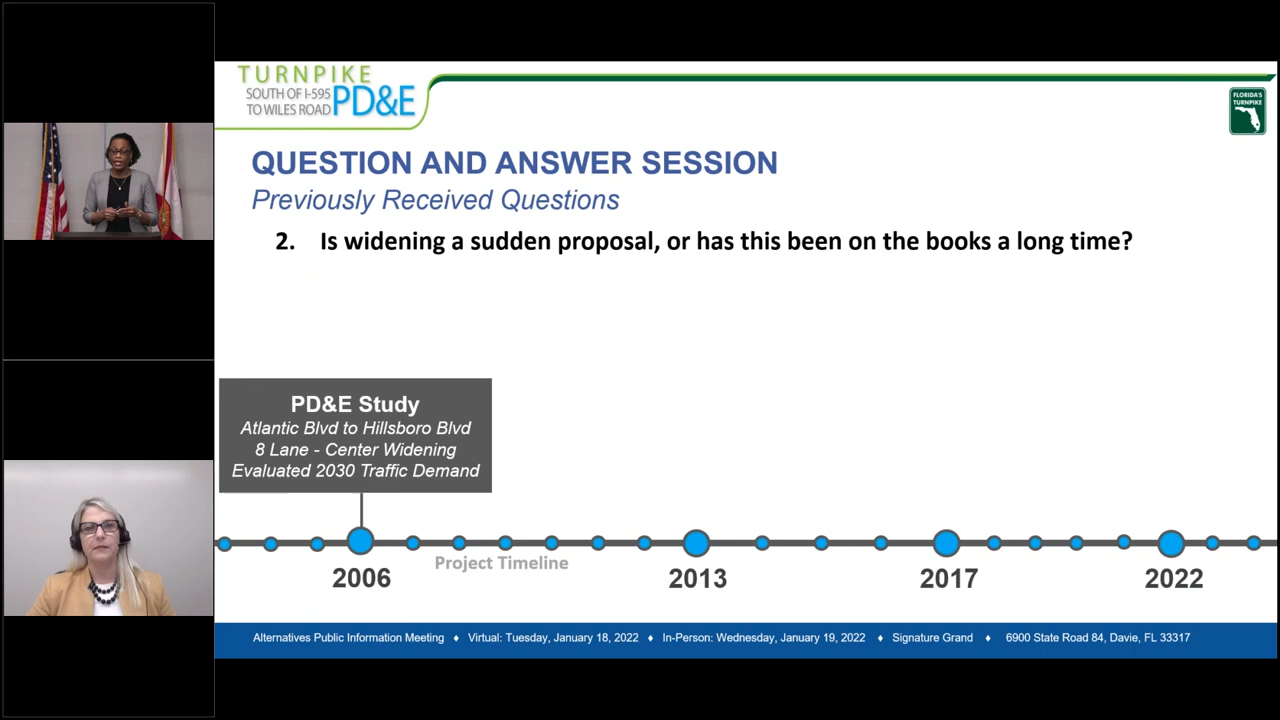 TURNPIKE
SOUTH OF I-595
TO WILES ROAD
PD&E
FLORIDA'S
TURNPIKE
QUESTION AND ANSWER SESSION
Previously Received Questions
2. Is widening a sudden proposal, or has this been on the books a long time?
PD&E Study
Atlantic Blvd to Hillsboro Blvd
8 Lane - Center Widening
Evaluated 2030 Traffic Demand
Project Timeline
2006 2013 2017 2022
Alternatives Public Information Meeting ♦ Virtual: Tuesday, January 18, 2022 ♦ In-Person: Wednesday, January 19, 2022 ♦ Signature Grand ♦ 6900 State Road 84, Davie, FL 33317